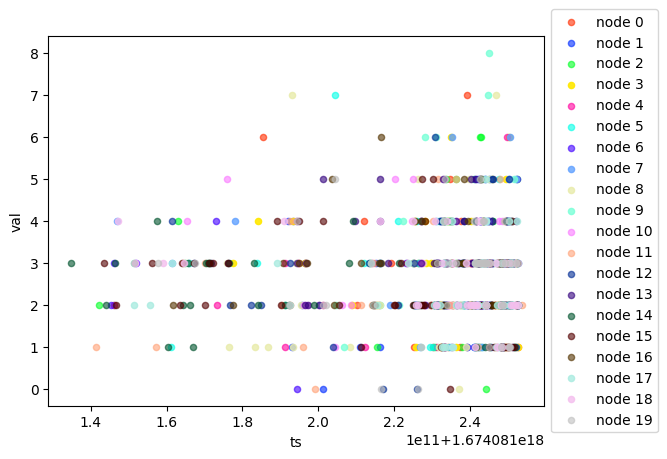 8
7
6
5
4
3
2
1
0
val
1.4
1.6
1.8
2.0
2.2
2.4
ts
1e11+1.674081e18
node 0
node 1
node 2
node 3
node 4
node 5
node 6
node 7
node 8
node 9
node 10
node 11
node 12
node 13
node 14
node 15
node 16
node 17
node 18
node 19